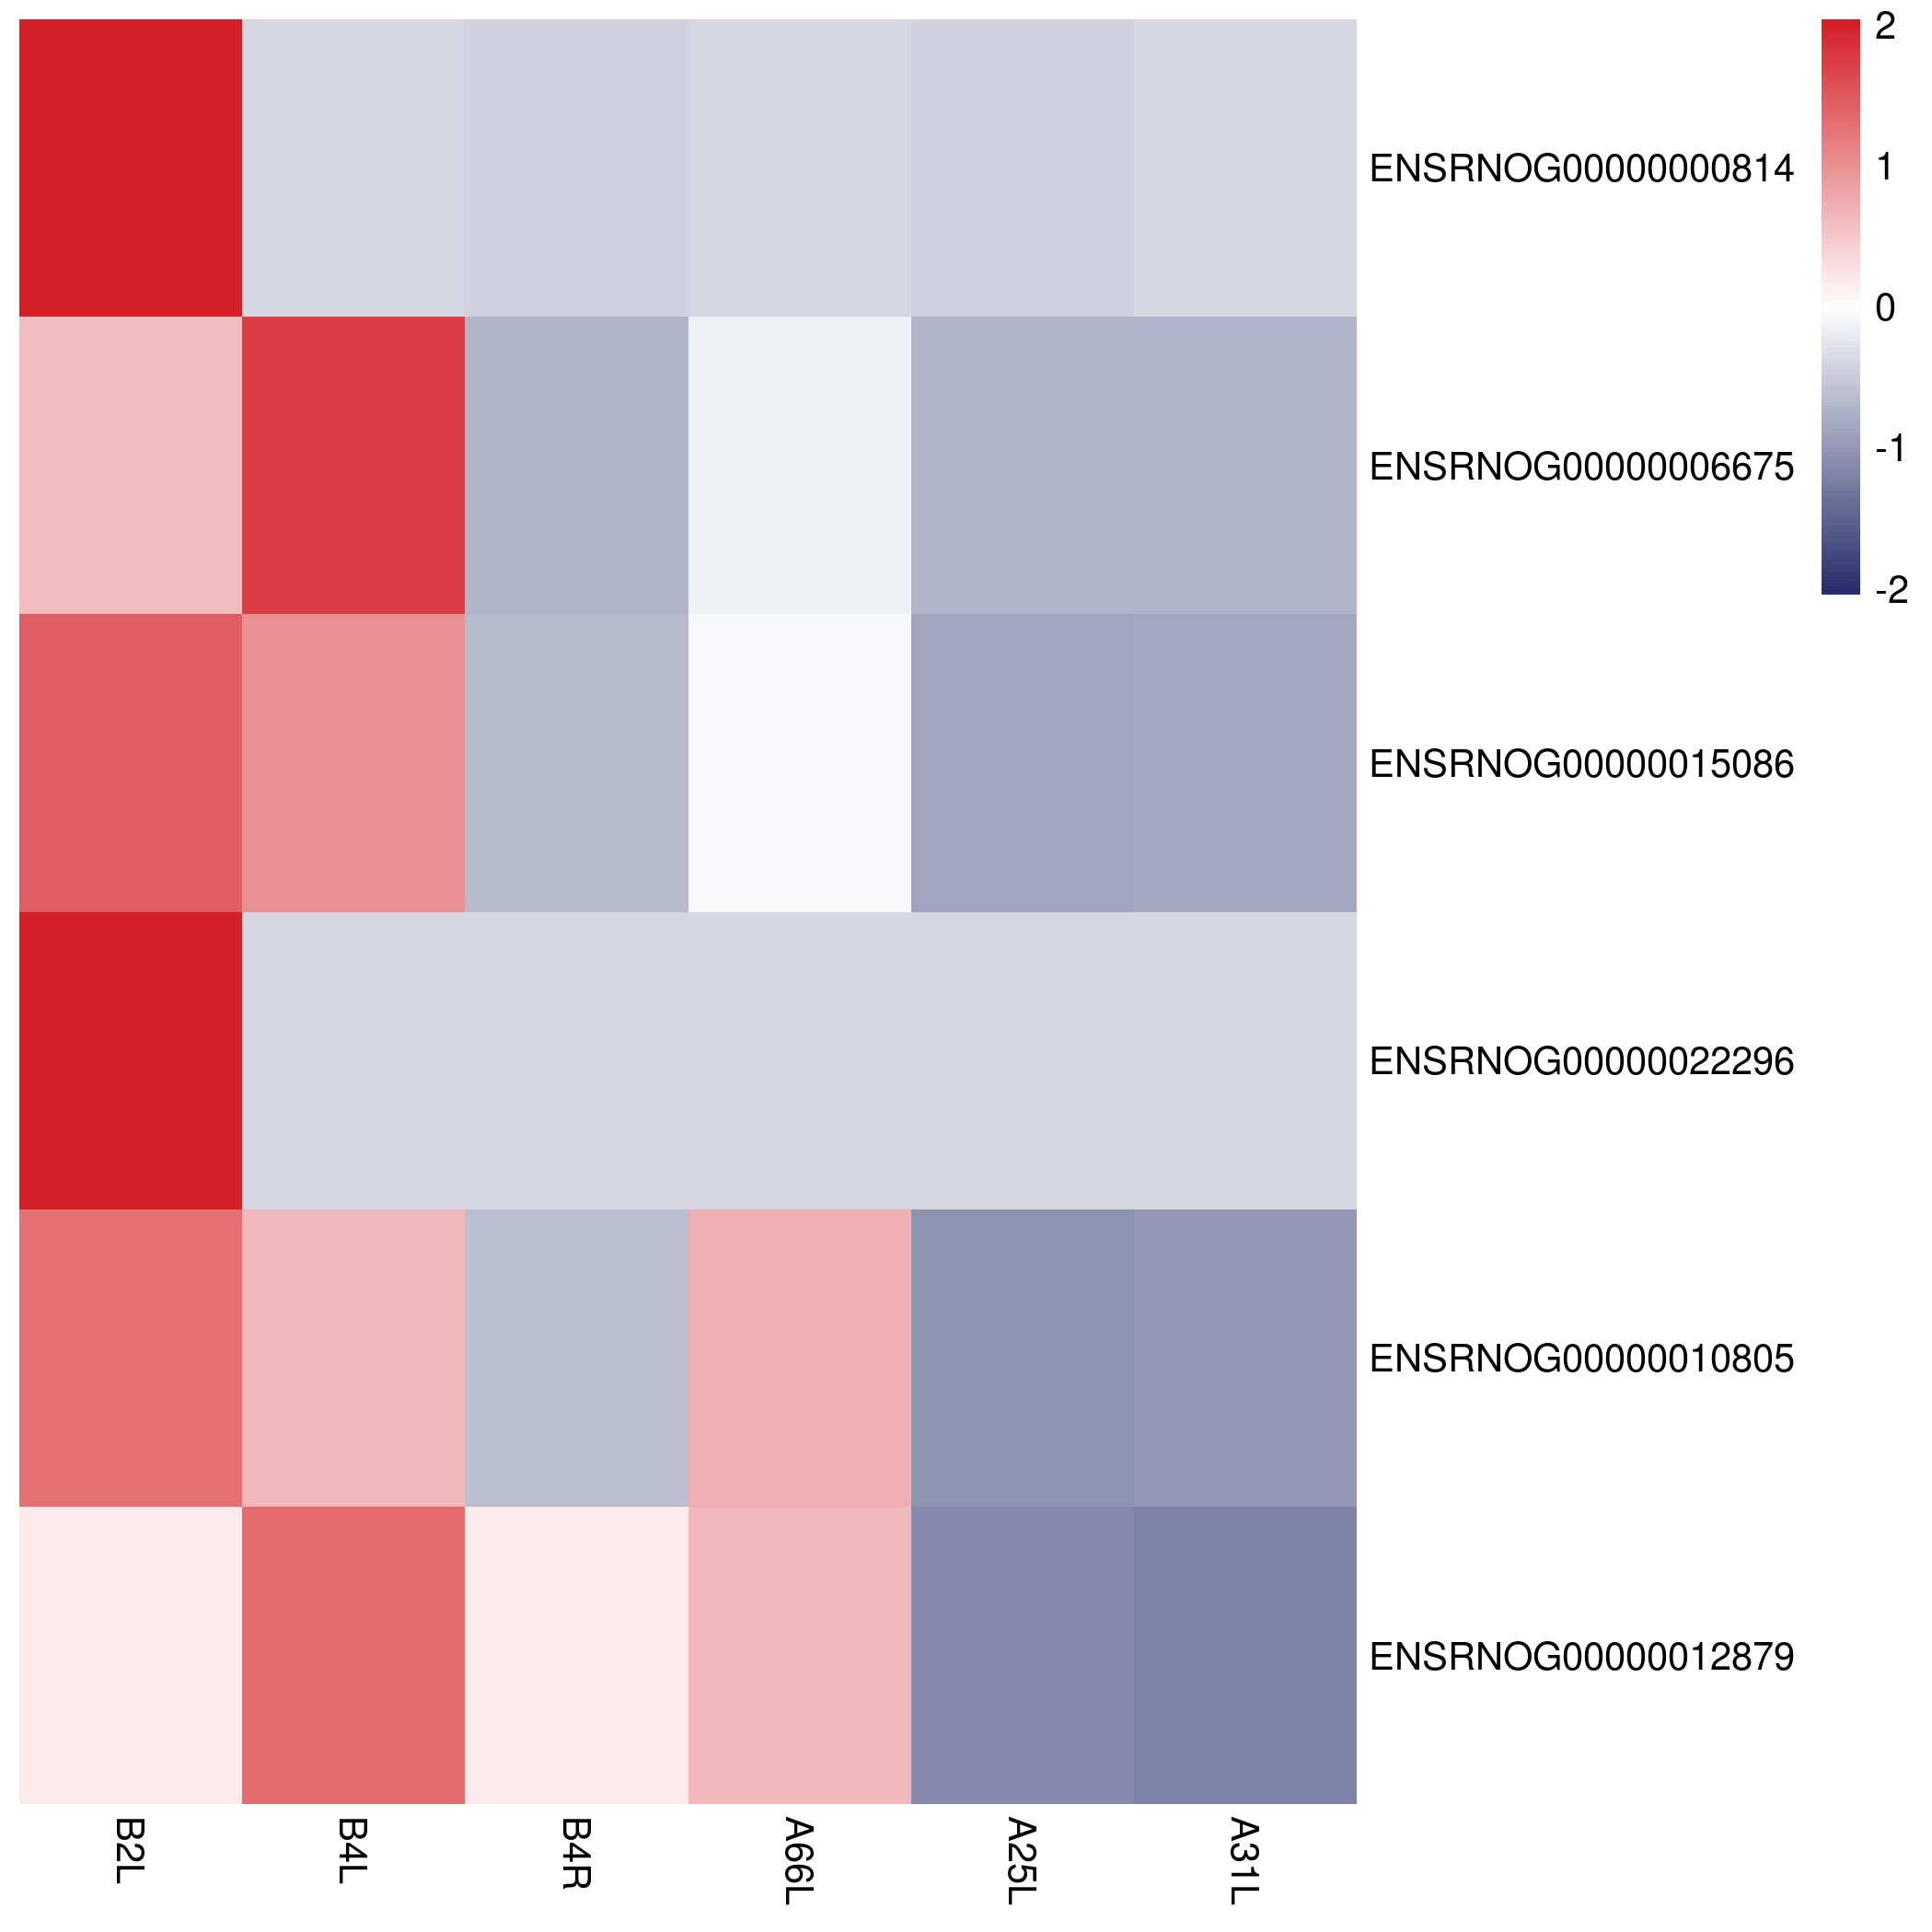 2
1
0
-1
-2
ENSRNOG00000000814
ENSRNOG00000006675
ENSRNOG00000015086
ENSRNOG00000022296
ENSRNOG00000010805
ENSRNOG00000012879
B2L
B4L
B4R
A66L
A25L
A31L